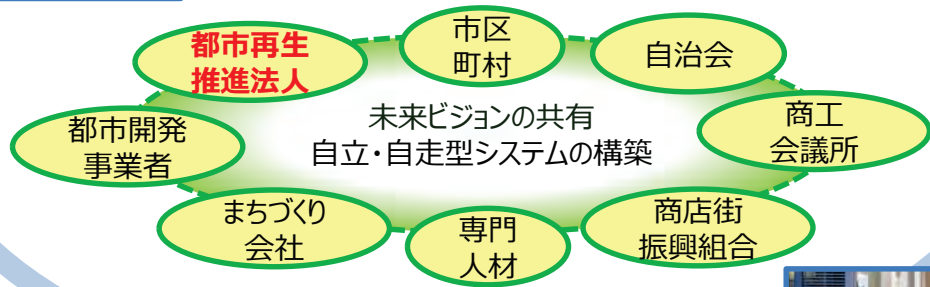 都市再生
推進法人
市区
町村
自治会
都市開発
事業者
未来ビジョンの共有
自立・自走型システムの構築
商工
会議所
まちづくり
会社
専門
人材
商店街
振興組合